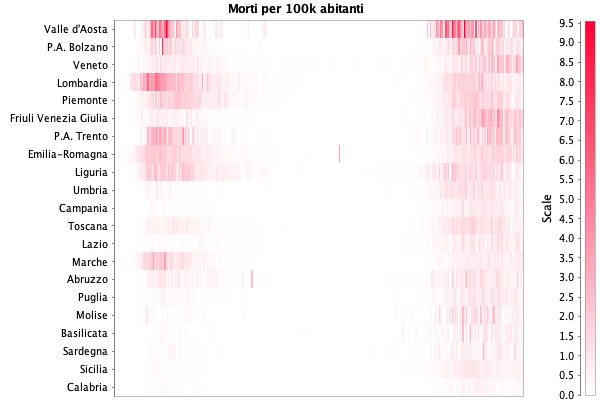 Morti per 100k abitanti
Valle d'Aosta
P.A. Bolzano
Veneto
Lombardia
Piemonte
Friuli Venezia Giulia
P.A. Trento
Emilia-Romagna
Liguria
Umbria
Campania
Toscana
Lazio
Marche
Abruzzo
Puglia
Molise
Basilicata
Sardegna
Sicilia
Calabria
Scale
9.5
9.0
8.5
8.0
7.5
7.0
6.5
6.0
5.5
5.0
4.5
4.0
3.5
3.0
2.5
2.0
1.5
1.0
0.5
0.0